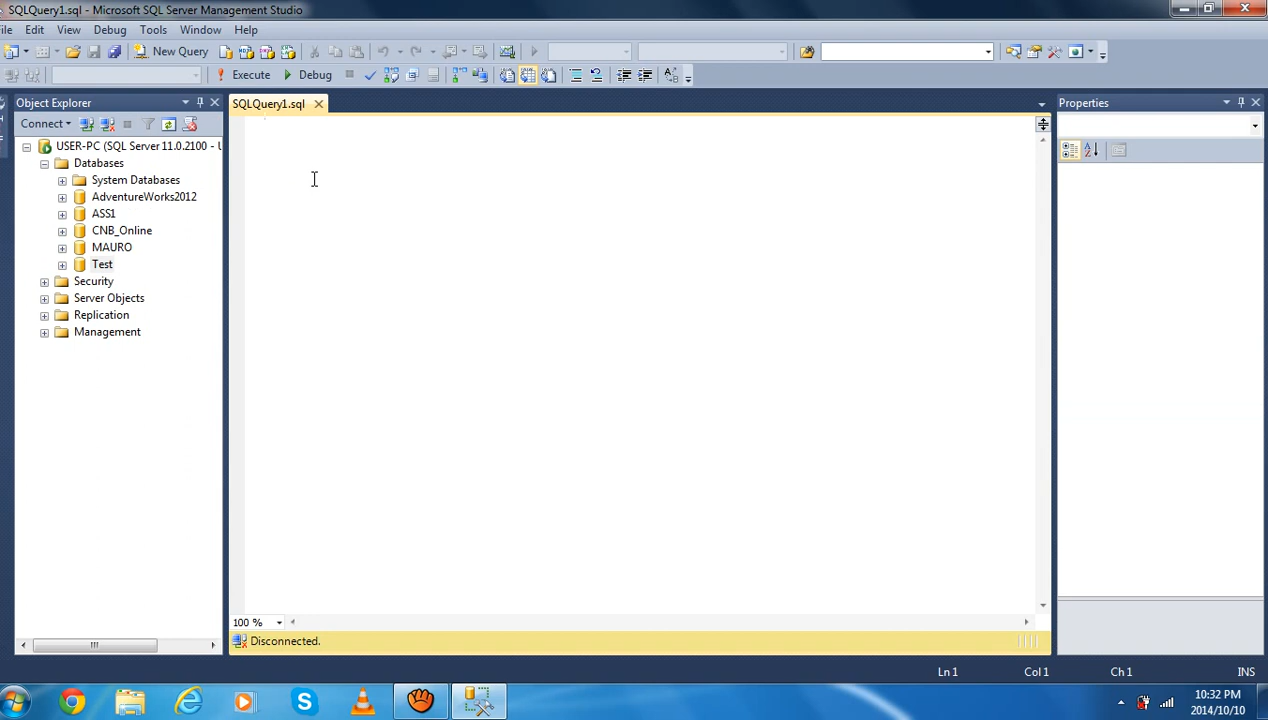 SQLQuery1.sql - Microsoft SQL Server Management Studio
ile Edit View Debug Tools Window Help
New Query
Execute Debug
Object Explorer
SQLQuery1.sql
Properties
Connect
USER-PC (SQL Server 11.0.2100 - U
Databases
System Databases
AdventureWorks2012
ASS1
CNB_Online
MAURO
Test
Security
Server Objects
Replication
Management
100 %
Disconnected.
Ln 1 Col 1 Ch 1 INS
10:32 PM
2014/10/10